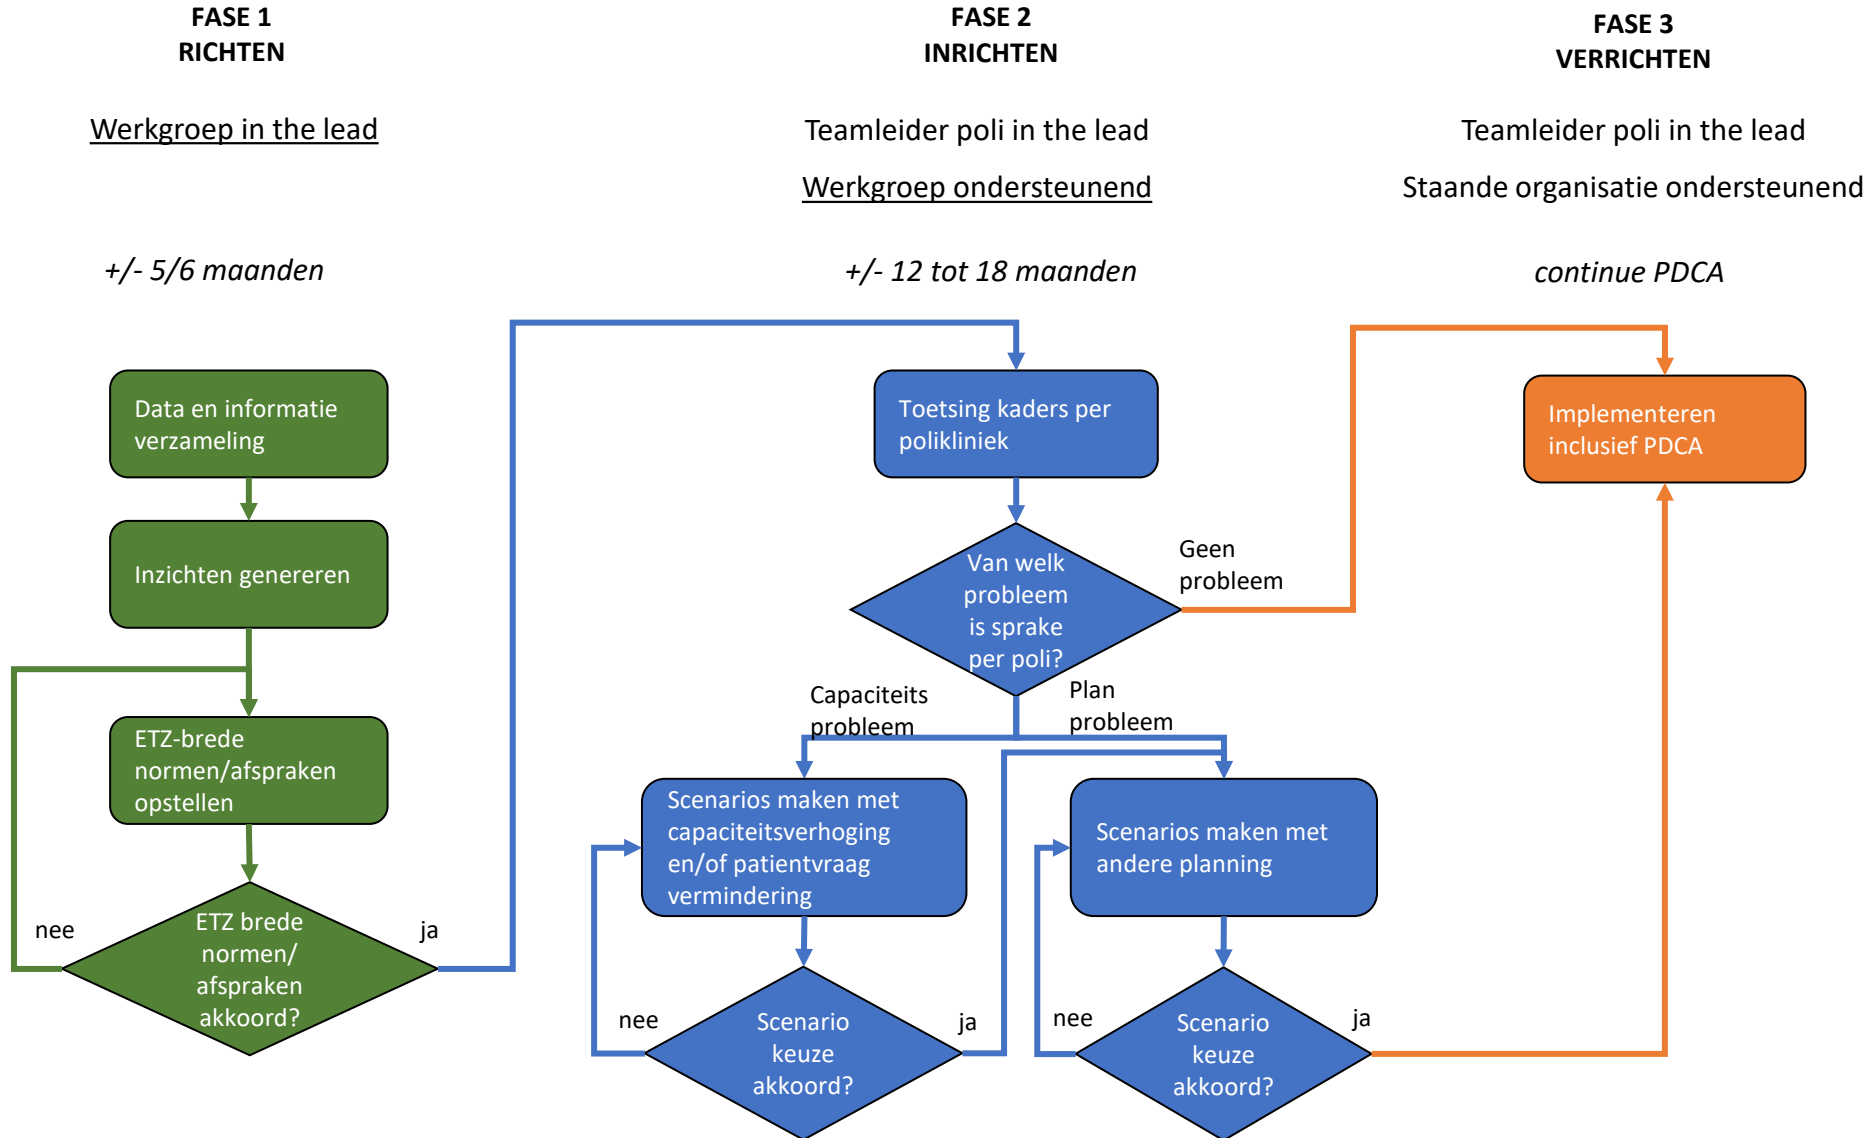 FASE 1
RICHTEN
Werkgroep in the lead
+/- 5/6 maanden
Data en informatie
verzameling
Inzichten genereren
ETZ-brede
normen/afspraken
opstellen
ETZ brede
normen/
afspraken
akkoord?
nee
ja
FASE 2
INRICHTEN
Teamleider poli in the lead
Werkgroep ondersteunend
+/- 12 tot 18 maanden
Toetsing kaders per
polikliniek
Van welk
probleem
is sprake
per poli?
Geen
probleem
Capaciteits
probleem
Plan
probleem
Scenarios maken met
capaciteitsverhoging
en/of patientvraag
vermindering
Scenario
keuze
akkoord?
nee
ja
Scenarios maken met
andere planning
Scenario
keuze
akkoord?
nee
ja
FASE 3
VERRICHTEN
Teamleider poli in the lead
Staande organisatie ondersteunend
continue PDCA
Implementeren
inclusief PDCA